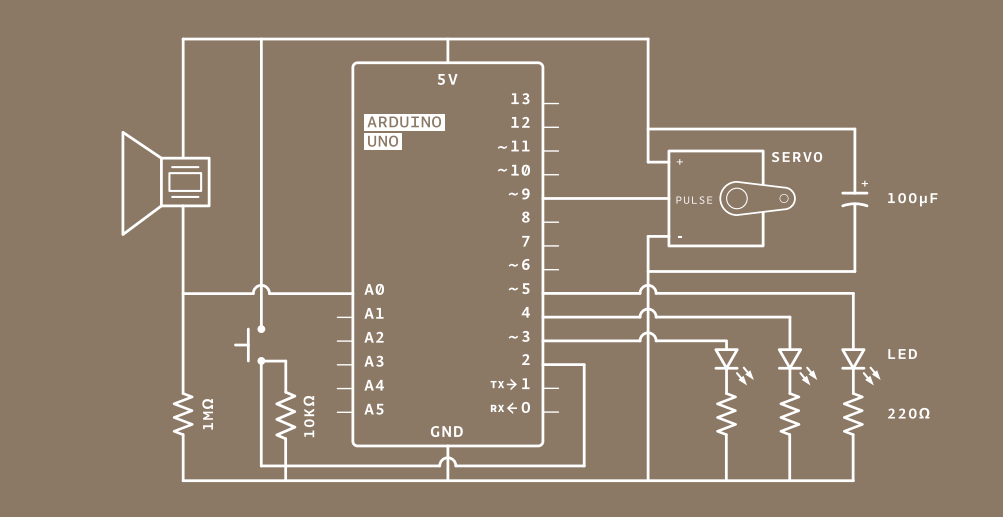 5V
ARDUINO
UNO
13
12
~11
~10
~9
8
7
~6
~5
4
~3
2
TX→1
RX←0
A0
A1
A2
A3
A4
A5
GND
SERVO
+
PULSE
-
+
100µF
LED
220Ω
1MΩ
10KΩ